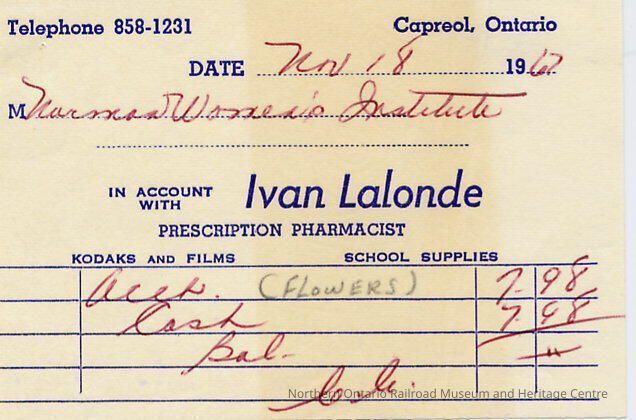 Telephone 858-1231 Capreol, Ontario
DATE Nov 18 1967
M Norman Women's Institute
IN ACCOUNT WITH Ivan Lalonde
PRESCRIPTION PHARMACIST
KODAKS AND FILMS SCHOOL SUPPLIES
Acct. (FLOWERS) 7.98
Cash 7.98
Bal. "
Northern Ontario Railroad Museum and Heritage Centre